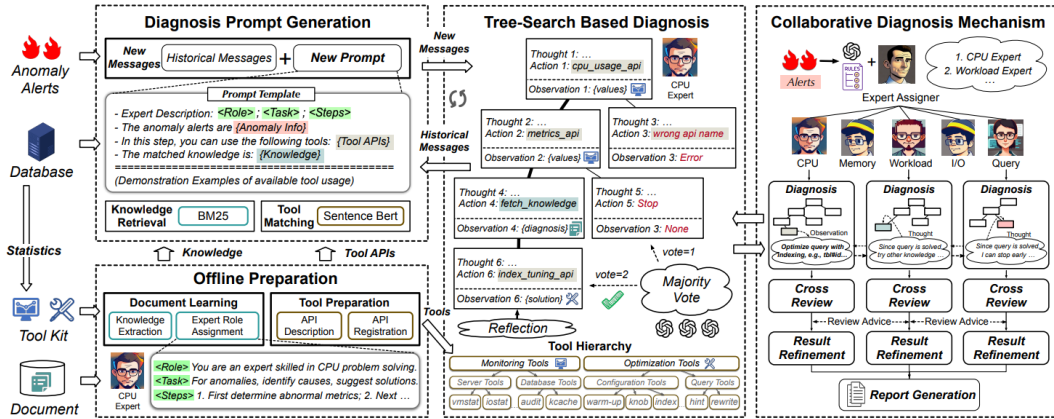 Diagnosis Prompt Generation
New Messages
Historical Messages
+
New Prompt
Prompt Template
- Expert Description: <Role> ; <Task> ; <Steps>
- The anomaly alerts are {Anomaly Info}
- In this step, you can use the following tools: {Tool APIs}
- The matched knowledge is: {Knowledge}
(Demonstration Examples of available tool usage)
Knowledge Retrieval
BM25
Tool Matching
Sentence Bert
Anomaly Alerts
Database
Statistics
Tool Kit
Document
Knowledge
Tool APIs
Offline Preparation
Document Learning
Knowledge Extraction
Expert Role Assignment
Tool Preparation
API Description
API Registration
CPU Expert
<Role> You are an expert skilled in CPU problem solving.
<Task> For anomalies, identify causes, suggest solutions.
<Steps> 1. First determine abnormal metrics; 2. Next …
New Messages
Historical Messages
Tools
Tree-Search Based Diagnosis
Thought 1: …
Action 1: cpu_usage_api
Observation 1: {values}
CPU Expert
Thought 2: …
Action 2: metrics_api
Observation 2: {values}
Thought 3: …
Action 3: wrong api name
Observation 3: Error
Thought 4: …
Action 4: fetch_knowledge
Observation 4: {diagnosis}
Thought 5: …
Action 5: Stop
Observation 3: None
Thought 6: …
Action 6: index_tuning_api
Observation 6: {solution}
vote=1
vote=2
Majority Vote
Reflection
Tool Hierarchy
Monitoring Tools
Optimization Tools
Server Tools
Database Tools
Configuration Tools
Query Tools
vmstat
iostat
audit
kcache
warm-up
knob
index
hint
rewrite
Collaborative Diagnosis Mechanism
Alerts
RULES
+
Expert Assigner
1. CPU Expert
2. Workload Expert
…
CPU
Memory
Workload
I/O
Query
Diagnosis
Observation
Optimize query with
Indexing, e.g., tblNid…
Diagnosis
Thought
Since query is solved,
try other knowledge …
Diagnosis
Thought
Since query is solved,
I can stop early …
Cross Review
Cross Review
Cross Review
Review Advice
Review Advice
Result Refinement
Result Refinement
Result Refinement
Report Generation